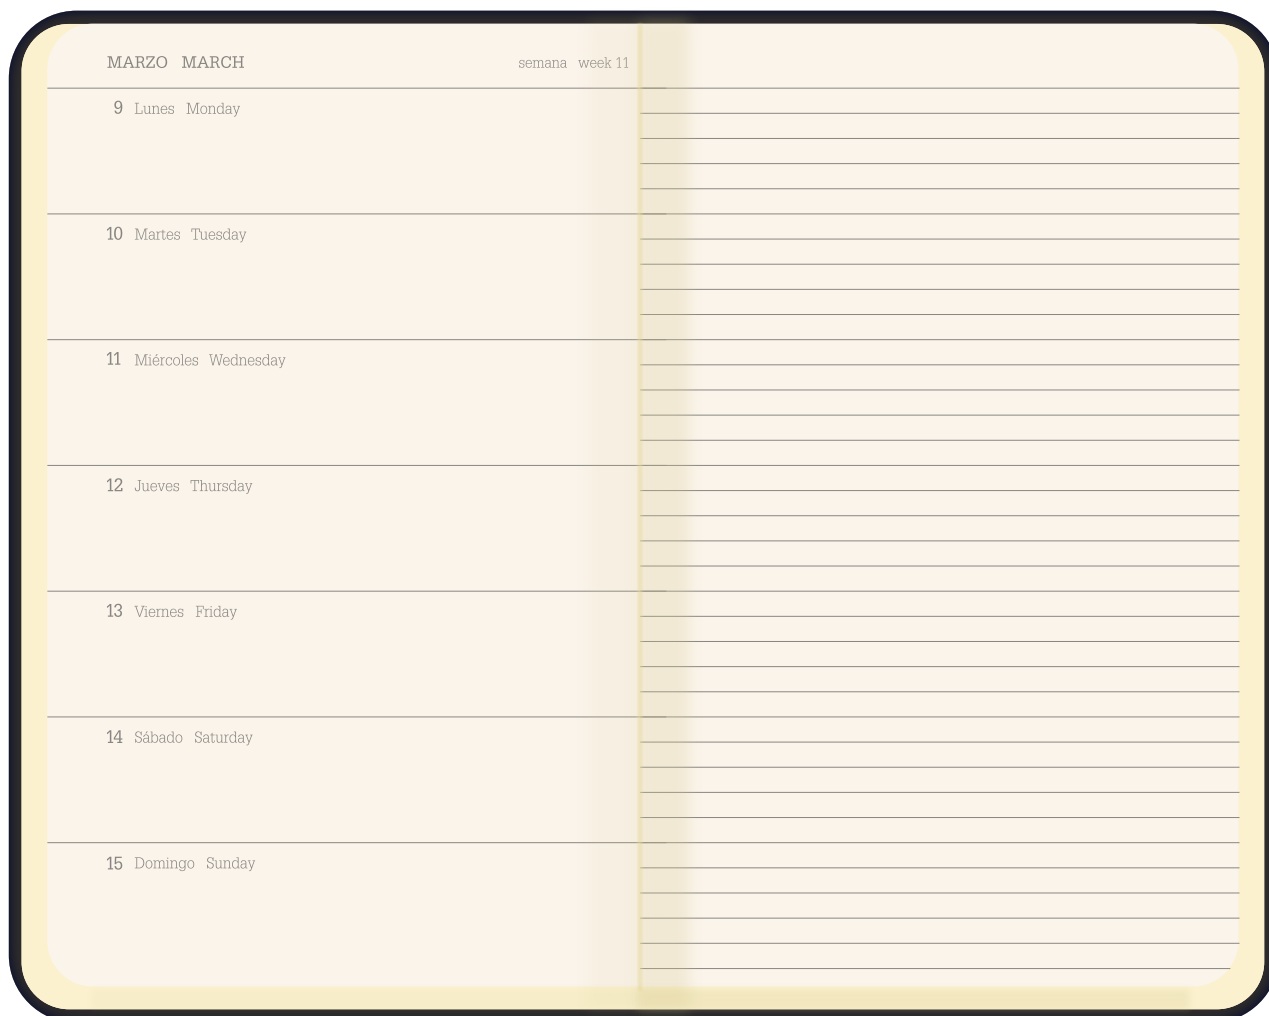 MARZO MARCH semana week 11
9 Lunes Monday
10 Martes Tuesday
11 Miércoles Wednesday
12 Jueves Thursday
13 Viernes Friday
14 Sábado Saturday
15 Domingo Sunday